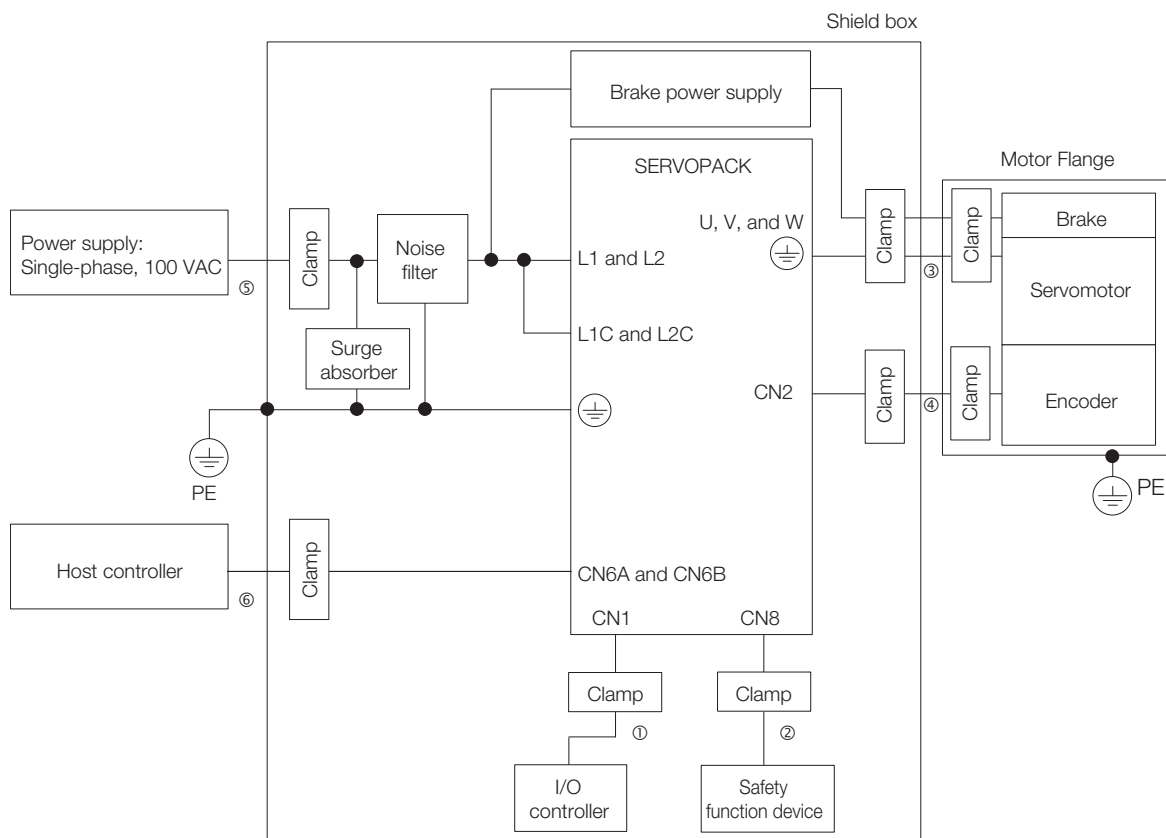 Shield box
Brake power supply
SERVOPACK
Motor Flange
Power supply:
Single-phase, 100 VAC
⑤
Clamp
Noise
filter
L1 and L2
U, V, and W
Clamp
③
Clamp
Brake
Servomotor
Surge
absorber
L1C and L2C
CN2
Clamp
④
Clamp
Encoder
PE
PE
Host controller
⑥
Clamp
CN6A and CN6B
CN1
CN8
Clamp
Clamp
①
②
I/O
controller
Safety
function device